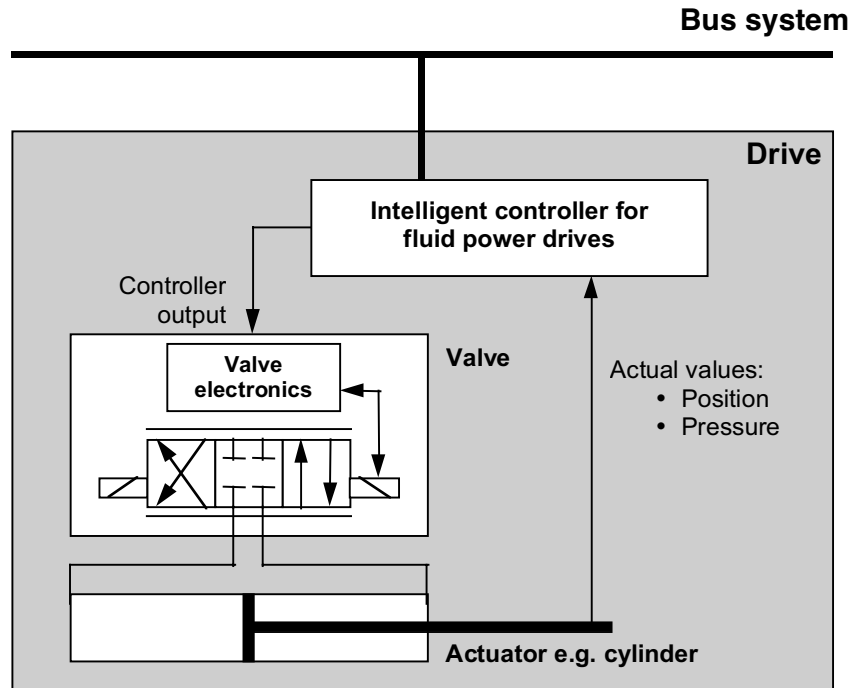 Bus system
Drive
Intelligent controller for
fluid power drives
Controller
output
Valve
electronics
Valve
Actual values:
• Position
• Pressure
Actuator e.g. cylinder